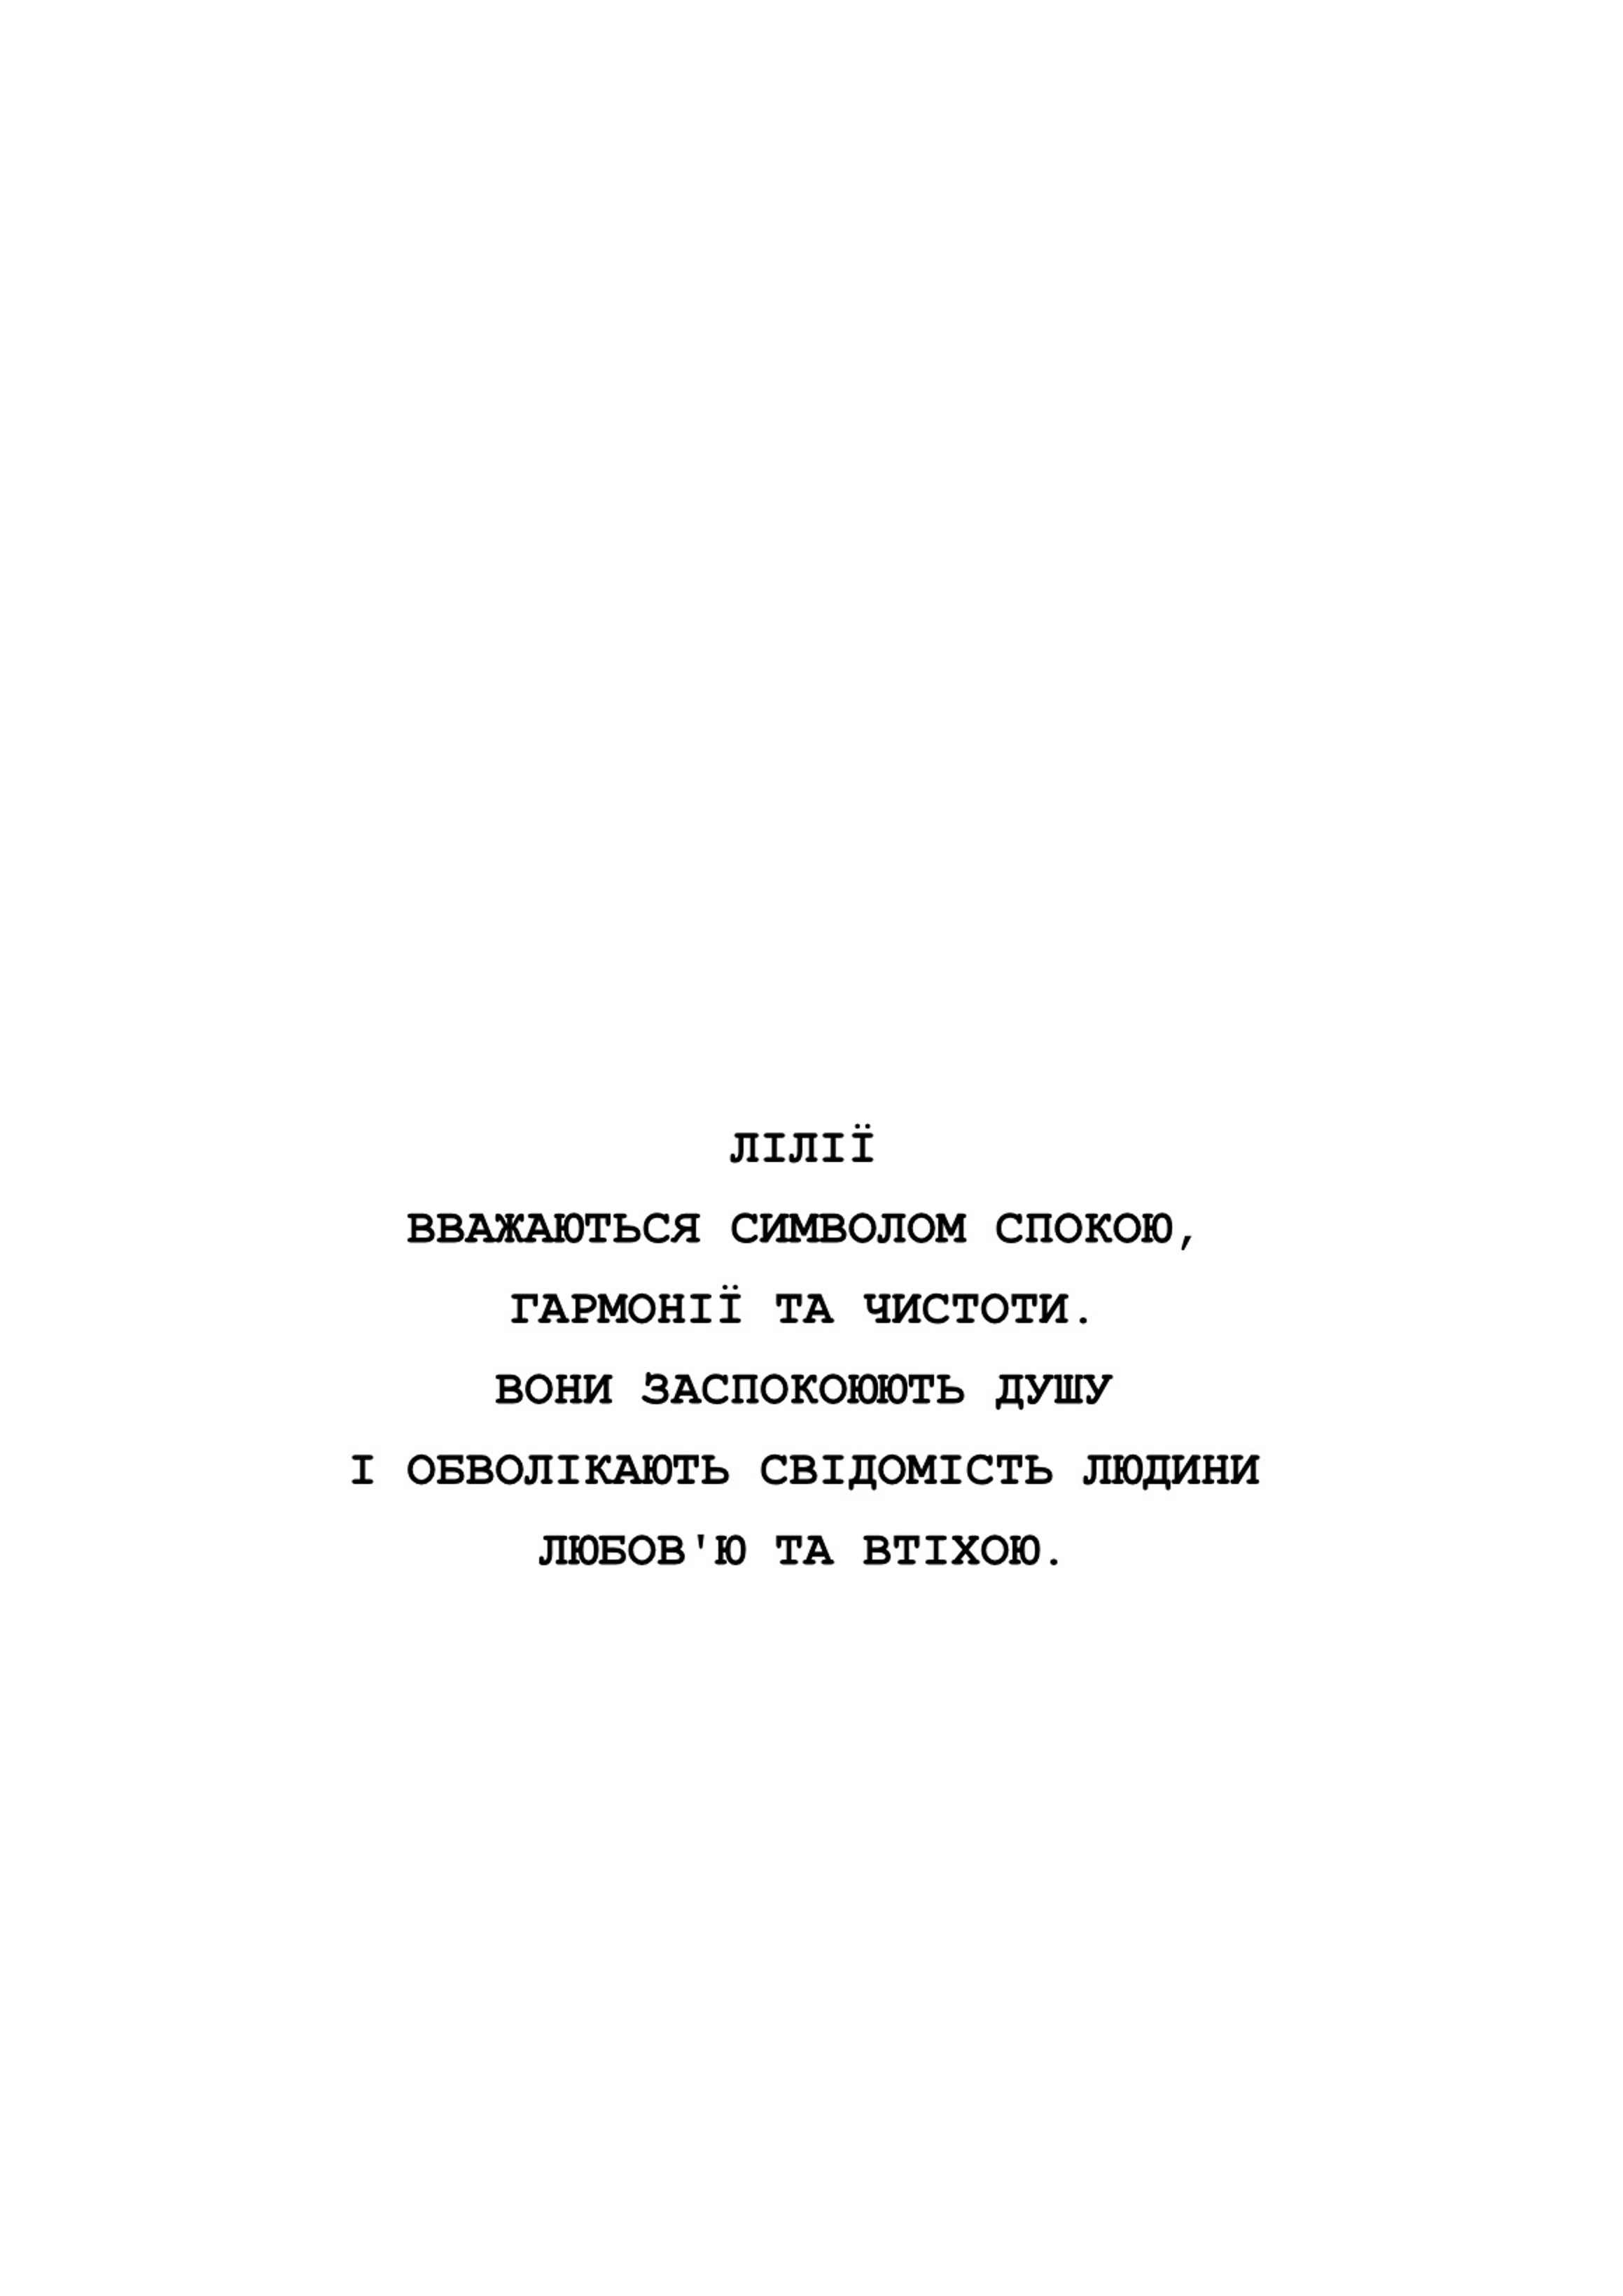 ЛІЛІЇ
ВВАЖАЮТЬСЯ СИМВОЛОМ СПОКОЮ,
ГАРМОНІЇ ТА ЧИСТОТИ.
ВОНИ ЗАСПОКОЮЮТЬ ДУШУ
І ОБВОЛІКАЮТЬ СВІДОМІСТЬ ЛЮДИНИ
ЛЮБОВ'Ю ТА ВТІХОЮ.